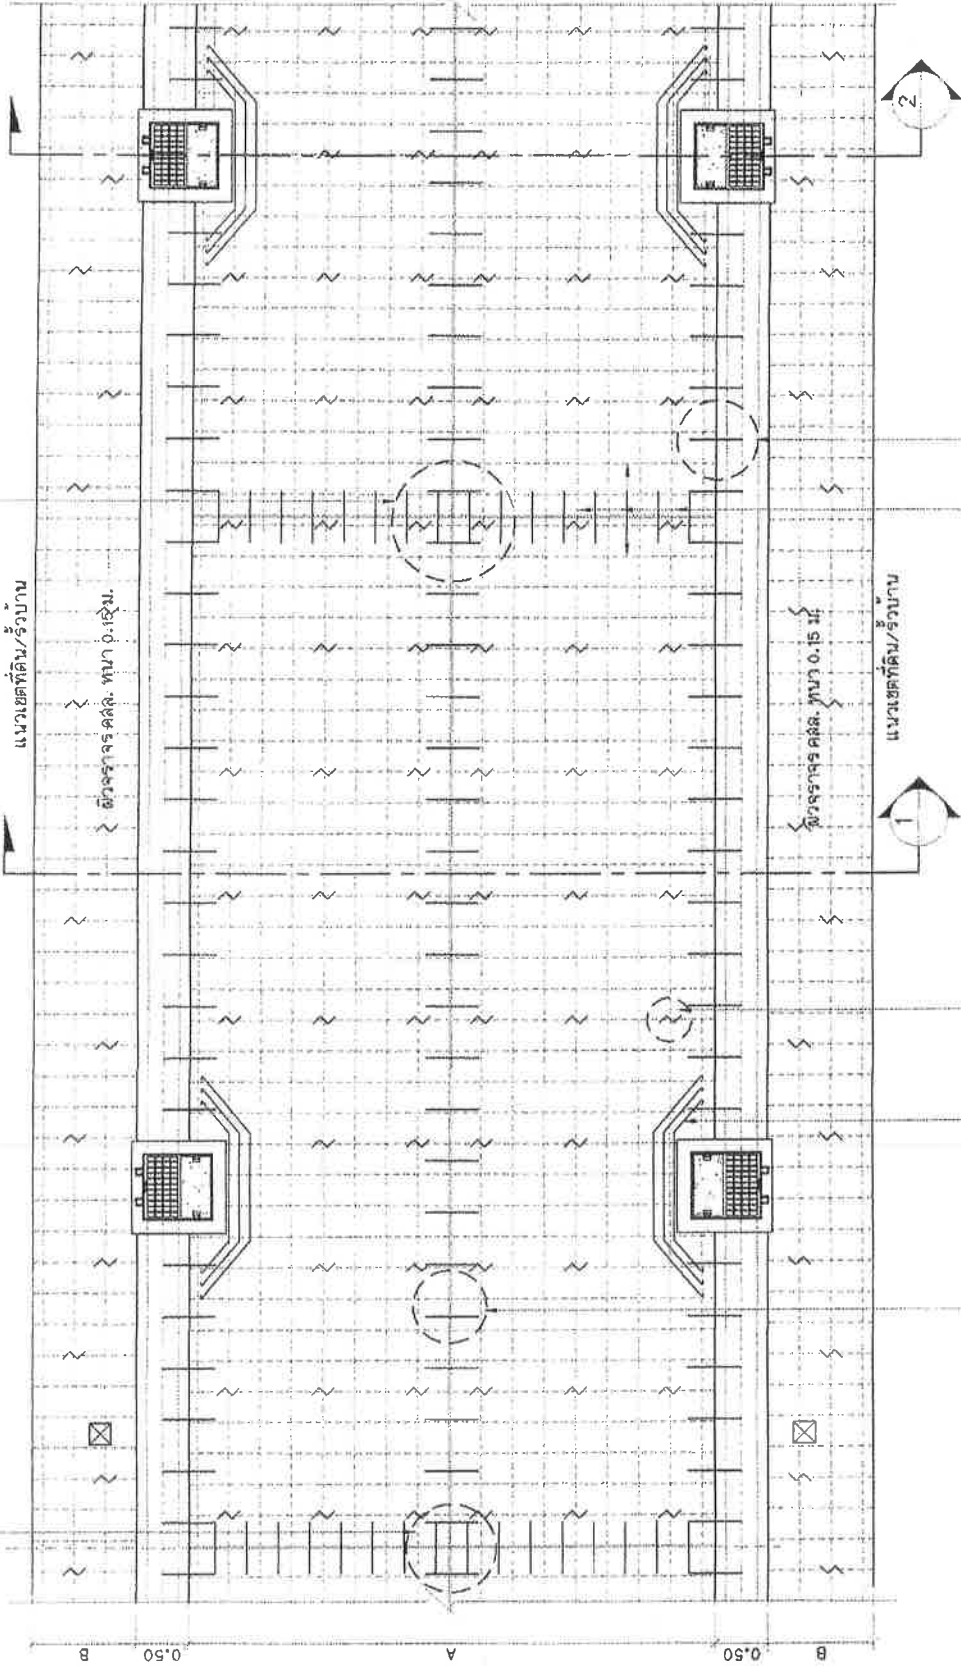 แนวเขตที่ดิน/รั้วบ้าน
ผิวจราจร คสล. หนา 0.15 ม.
2
1
ผิวจราจร คสล. หนา 0.15 ม.
แนวเขตที่ดิน/รั้วบ้าน
B
0.50
A
0.50
B